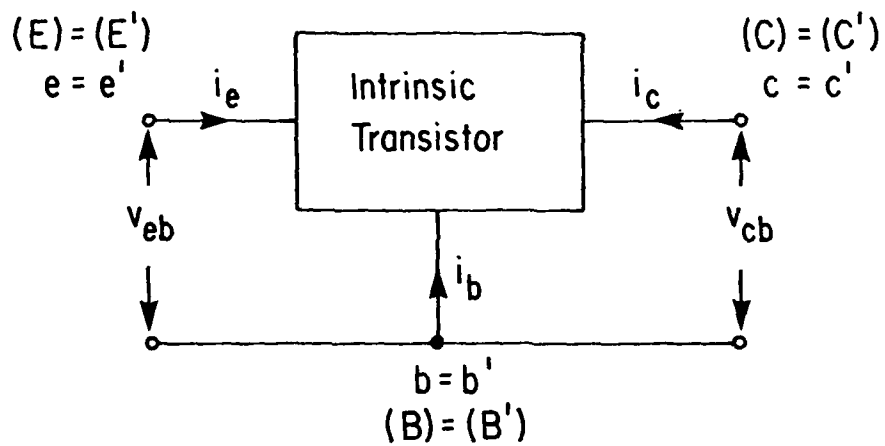 (E) = (E')
e = e'
i_e
Intrinsic
Transistor
i_c
(C) = (C')
c = c'
v_eb
i_b
v_cb
b = b'
(B) = (B')